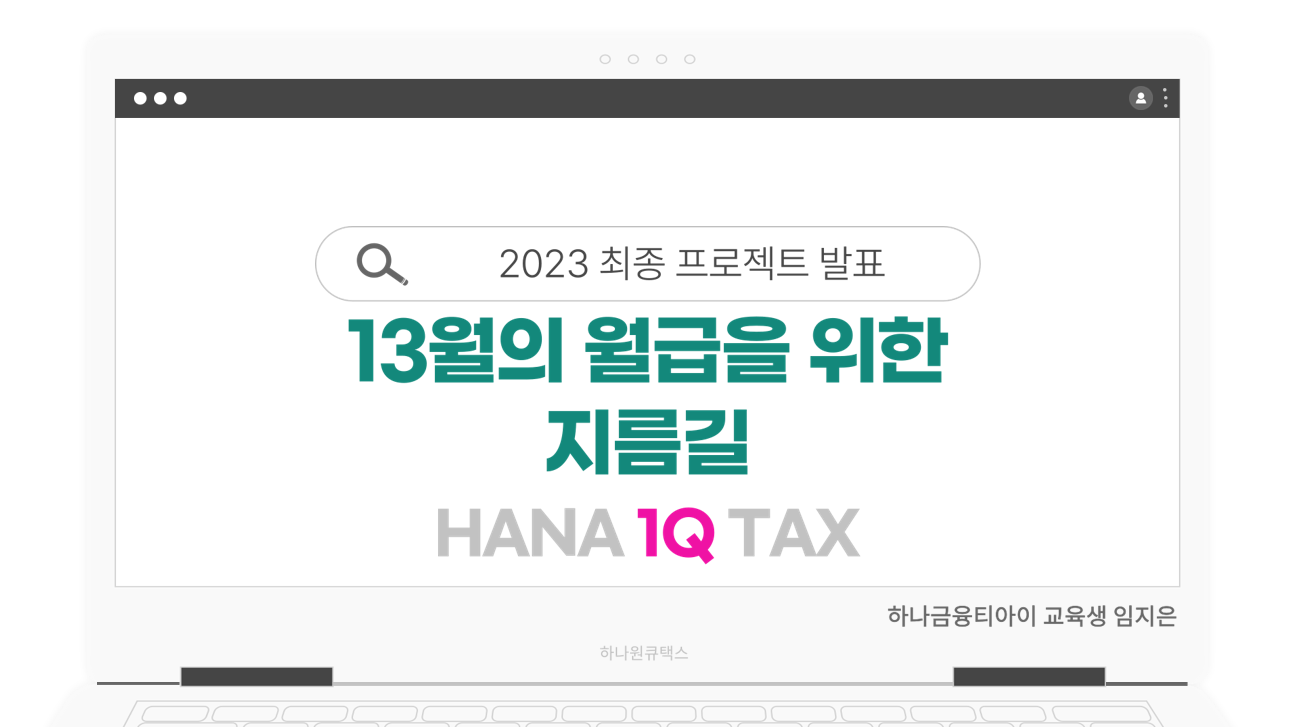 2023 최종 프로젝트 발표
13월의 월급을 위한
지름길
HANA 1Q TAX
하나금융티아이 교육생 임지은
하나원큐택스